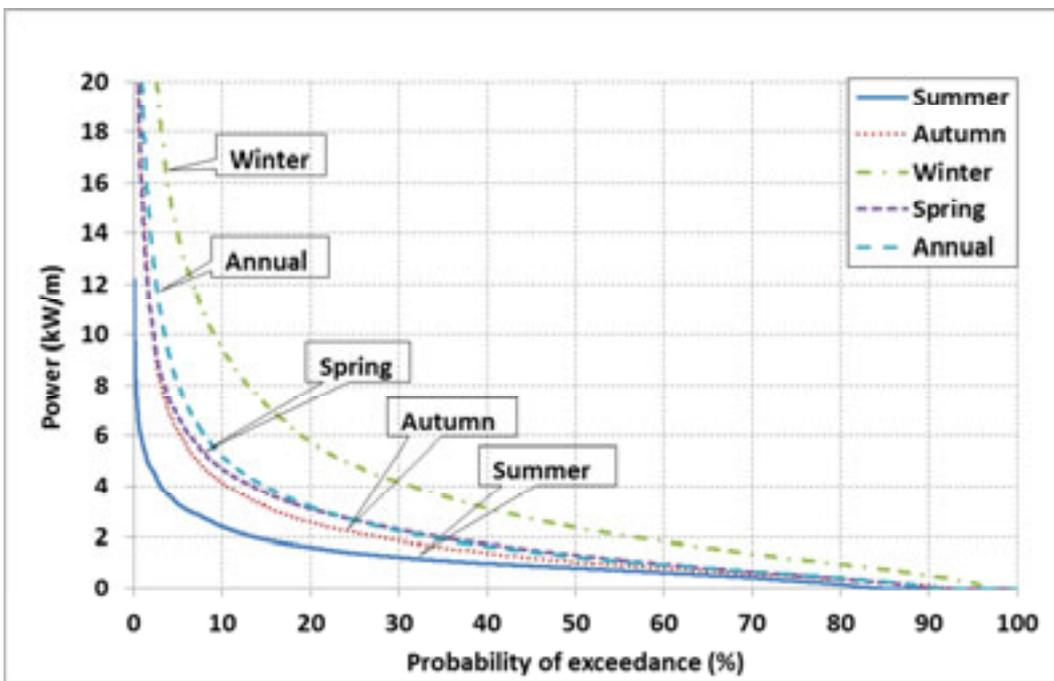 20
18
16
14
12
10
8
6
4
2
0
Power (kW/m)
Winter
Annual
Spring
Autumn
Summer
Summer
Autumn
Winter
Spring
Annual
0 10 20 30 40 50 60 70 80 90 100
Probability of exceedance (%)